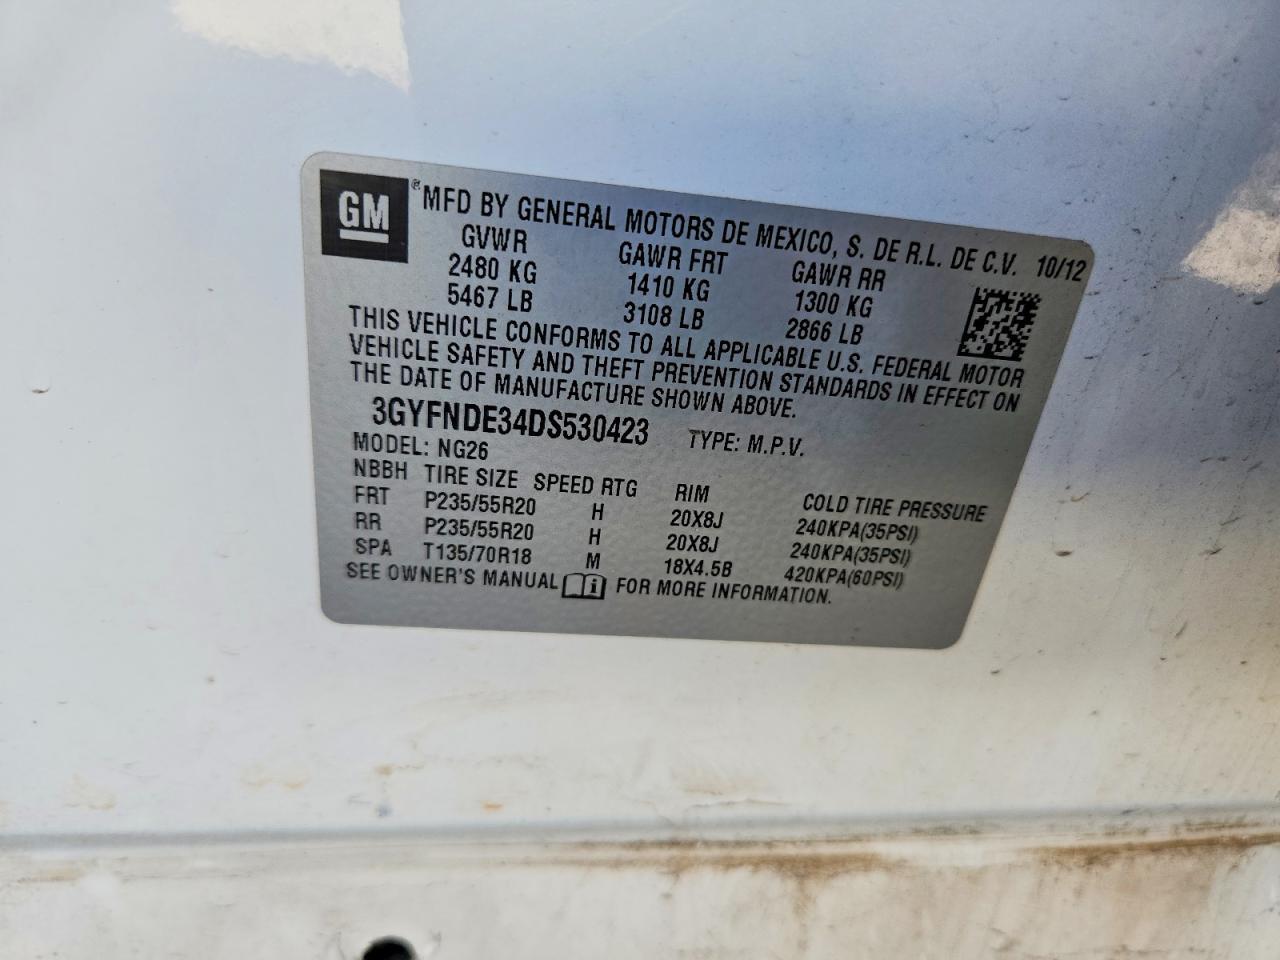 GM
® MFD BY GENERAL MOTORS DE MEXICO, S. DE R.L. DE C.V. 10/12
GVWR GAWR FRT GAWR RR
2480 KG 1410 KG 1300 KG
5467 LB 3108 LB 2866 LB
THIS VEHICLE CONFORMS TO ALL APPLICABLE U.S. FEDERAL MOTOR
VEHICLE SAFETY AND THEFT PREVENTION STANDARDS IN EFFECT ON
THE DATE OF MANUFACTURE SHOWN ABOVE.
3GYFNDE34DS530423 TYPE: M.P.V.
MODEL: NG26
NBBH TIRE SIZE SPEED RTG RIM COLD TIRE PRESSURE
FRT P235/55R20 H 20X8J 240KPA(35PSI)
RR P235/55R20 H 20X8J 240KPA(35PSI)
SPA T135/70R18 M 18X4.5B 420KPA(60PSI)
SEE OWNER'S MANUAL i FOR MORE INFORMATION.